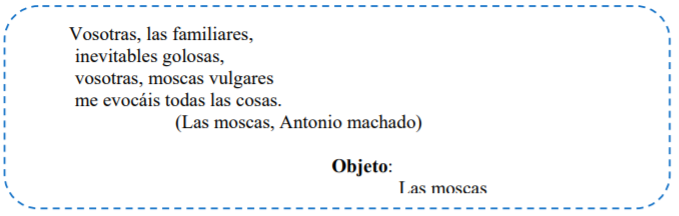 Vosotras, las familiares,
inevitables golosas,
vosotras, moscas vulgares
me evocáis todas las cosas.
(Las moscas, Antonio machado)
Objeto:
Las moscas